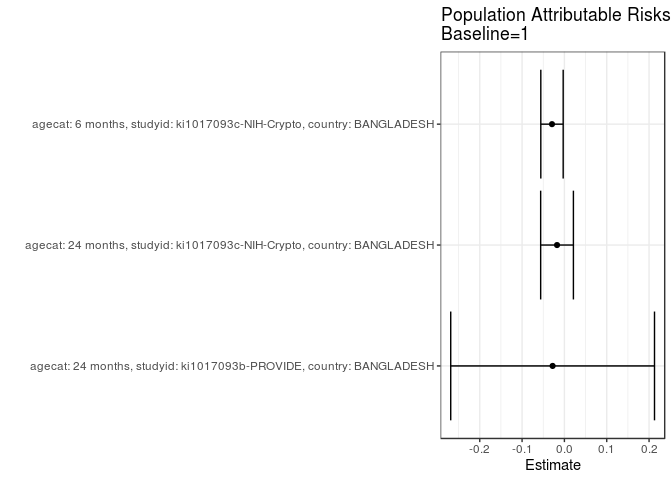 Population Attributable Risks
Baseline=1
agecat: 6 months, studyid: ki1017093c-NIH-Crypto, country: BANGLADESH
agecat: 24 months, studyid: ki1017093c-NIH-Crypto, country: BANGLADESH
agecat: 24 months, studyid: ki1017093b-PROVIDE, country: BANGLADESH
-0.2 -0.1 0.0 0.1 0.2
Estimate